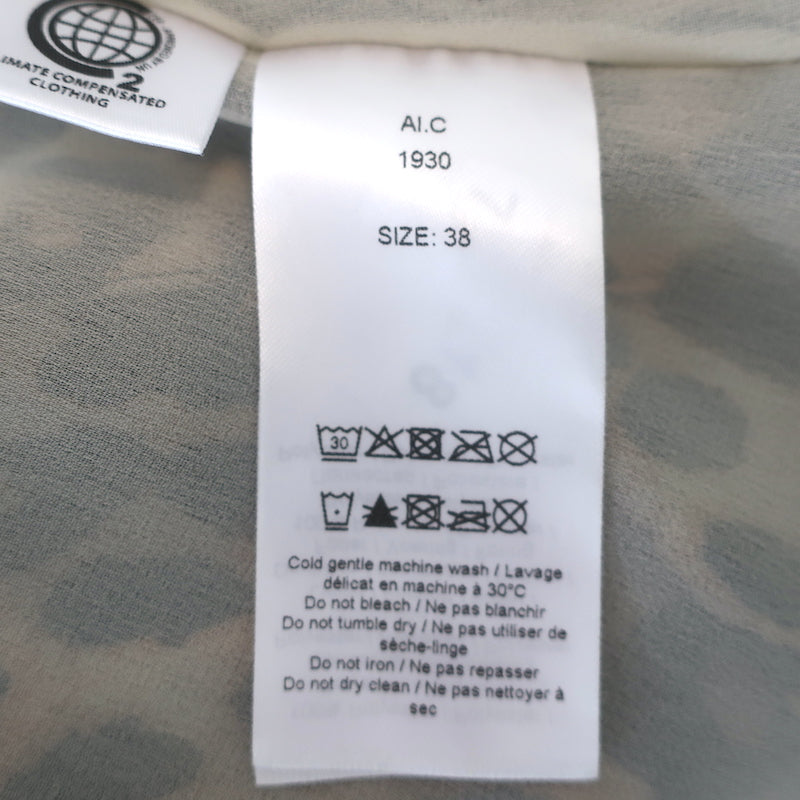 2
CLOTHING
COMPENSATED
AI.C
1930
SIZE: 38
30
Cold gentle machine wash / Lavage
délicat en machine à 30°C
Do not bleach / Ne pas blanchir
Do not tumble dry / Ne pas utiliser de
sèche-linge
Do not iron / Ne pas repasser
Do not dry clean / Ne pas nettoyer à
sec